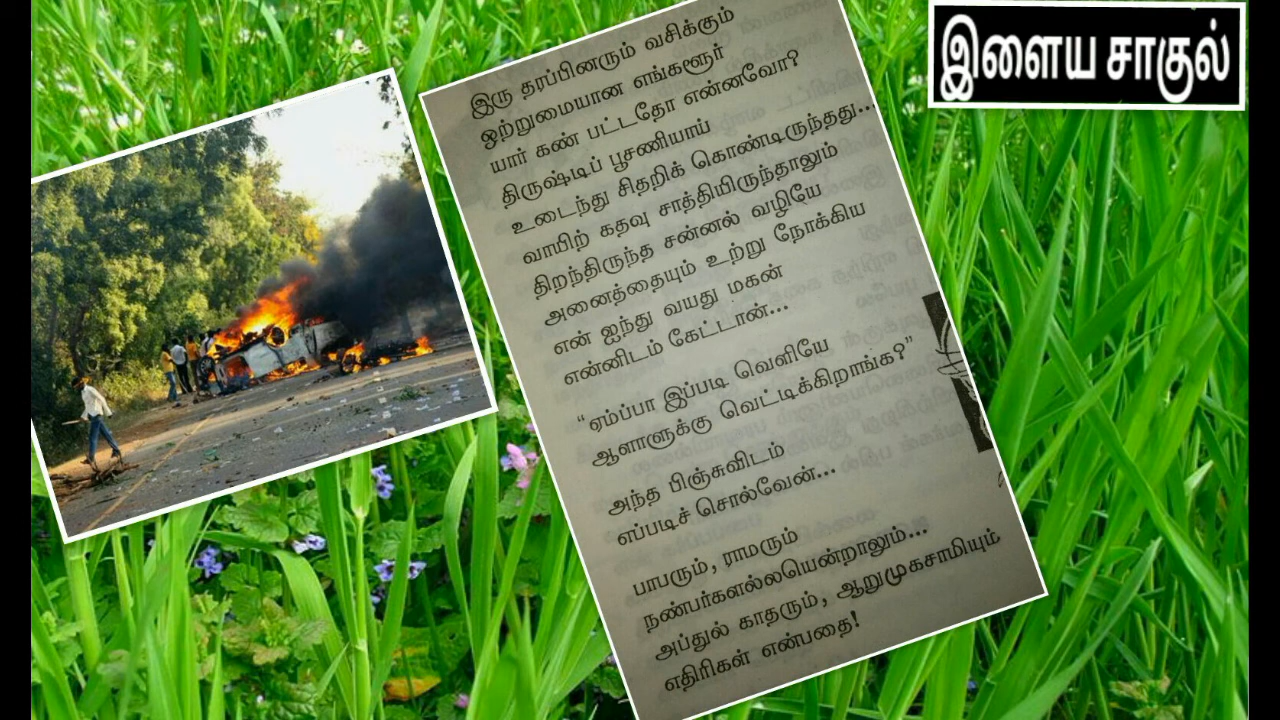 இளைய சாகுல்
இரு தரப்பினரும் வசிக்கும்
ஒற்றுமையான எங்களூர்
யார் கண் பட்டதோ என்னவோ?
திருஷ்டிப் பூசணியாய்
உடைந்து சிதறிக் கொண்டிருந்தது...
வாயிற் கதவு சாத்தியிருந்தாலும்
திறந்திருந்த சன்னல் வழியே
அனைத்தையும் உற்று நோக்கிய
என் ஐந்து வயது மகன்
என்னிடம் கேட்டான்...
“ஏம்ப்பா இப்படி வெளியே
ஆளாளுக்கு வெட்டிக்கிறாங்க?”
அந்த பிஞ்சுவிடம்
எப்படிச் சொல்வேன்...
பாபரும், ராமரும்
நண்பர்களல்லயென்றாலும்...
அப்துல் காதரும், ஆறுமுகசாமியும்
எதிரிகள் என்பதை!